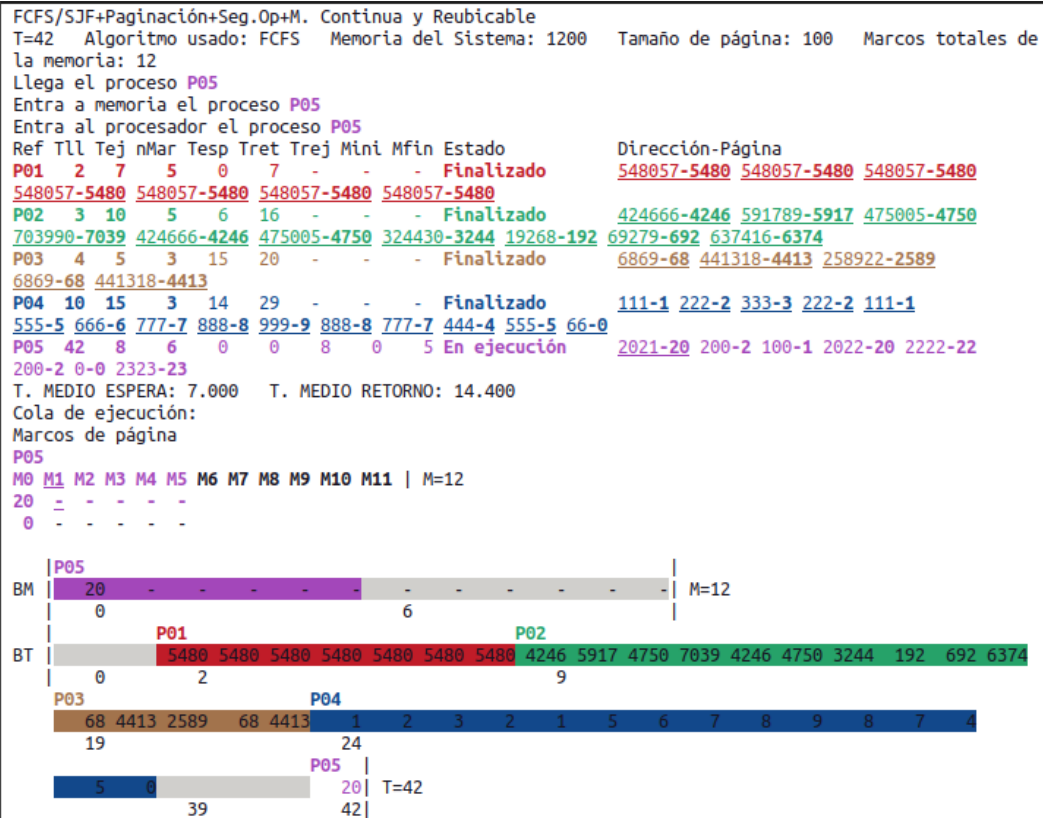 FCFS/SJF+Paginación+Seg.Op+M. Continua y Reubicable
T=42 Algoritmo usado: FCFS Memoria del Sistema: 1200 Tamaño de página: 100 Marcos totales de
la memoria: 12
Llega el proceso P05
Entra a memoria el proceso P05
Entra al procesador el proceso P05
Ref Tll Tej nMar Tesp Tret Trej Mini Mfin Estado Dirección-Página
P01 2 7 5 0 7 - - - Finalizado 548057-5480 548057-5480 548057-5480
548057-5480 548057-5480 548057-5480 548057-5480
P02 3 10 5 6 16 - - - Finalizado 424666-4246 591789-5917 475005-4750
703990-7039 424666-4246 475005-4750 324430-3244 19268-192 69279-692 637416-6374
P03 4 5 3 15 20 - - - Finalizado 6869-68 441318-4413 258922-2589
6869-68 441318-4413
P04 10 15 3 14 29 - - - Finalizado 111-1 222-2 333-3 222-2 111-1
555-5 666-6 777-7 888-8 999-9 888-8 777-7 444-4 555-5 66-0
P05 42 8 6 0 0 8 0 5 En ejecución 2021-20 200-2 100-1 2022-20 2222-22
200-2 0-0 2323-23
T. MEDIO ESPERA: 7.000 T. MEDIO RETORNO: 14.400
Cola de ejecución:
Marcos de página
P05
M0 M1 M2 M3 M4 M5 M6 M7 M8 M9 M10 M11 | M=12
20 - - - - -
0 - - - - -
|P05 |
BM | 20 - - - - - - - - - - -| M=12
| 0 6 |
| P01 P02
BT | 5480 5480 5480 5480 5480 5480 5480 4246 5917 4750 7039 4246 4750 3244 192 692 6374
| 0 2 9
P03 P04
68 4413 2589 68 4413 1 2 3 2 1 5 6 7 8 9 8 7 4
19 24
P05 |
5 0 20| T=42
39 42|